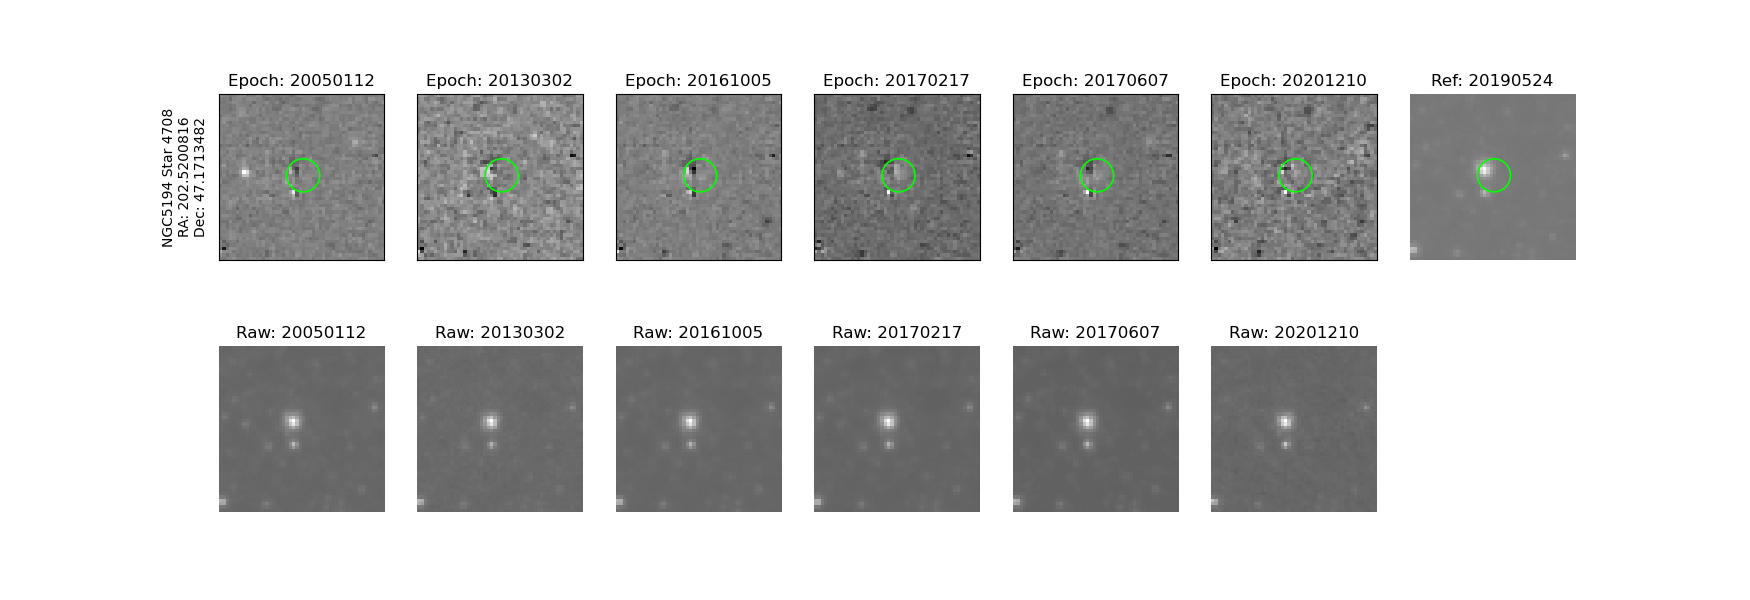 Epoch: 20050112
Epoch: 20130302
Epoch: 20161005
Epoch: 20170217
Epoch: 20170607
Epoch: 20201210
Ref: 20190524
NGC5194 Star 4708
RA: 202.5200816
Dec: 47.1713482
Raw: 20050112
Raw: 20130302
Raw: 20161005
Raw: 20170217
Raw: 20170607
Raw: 20201210